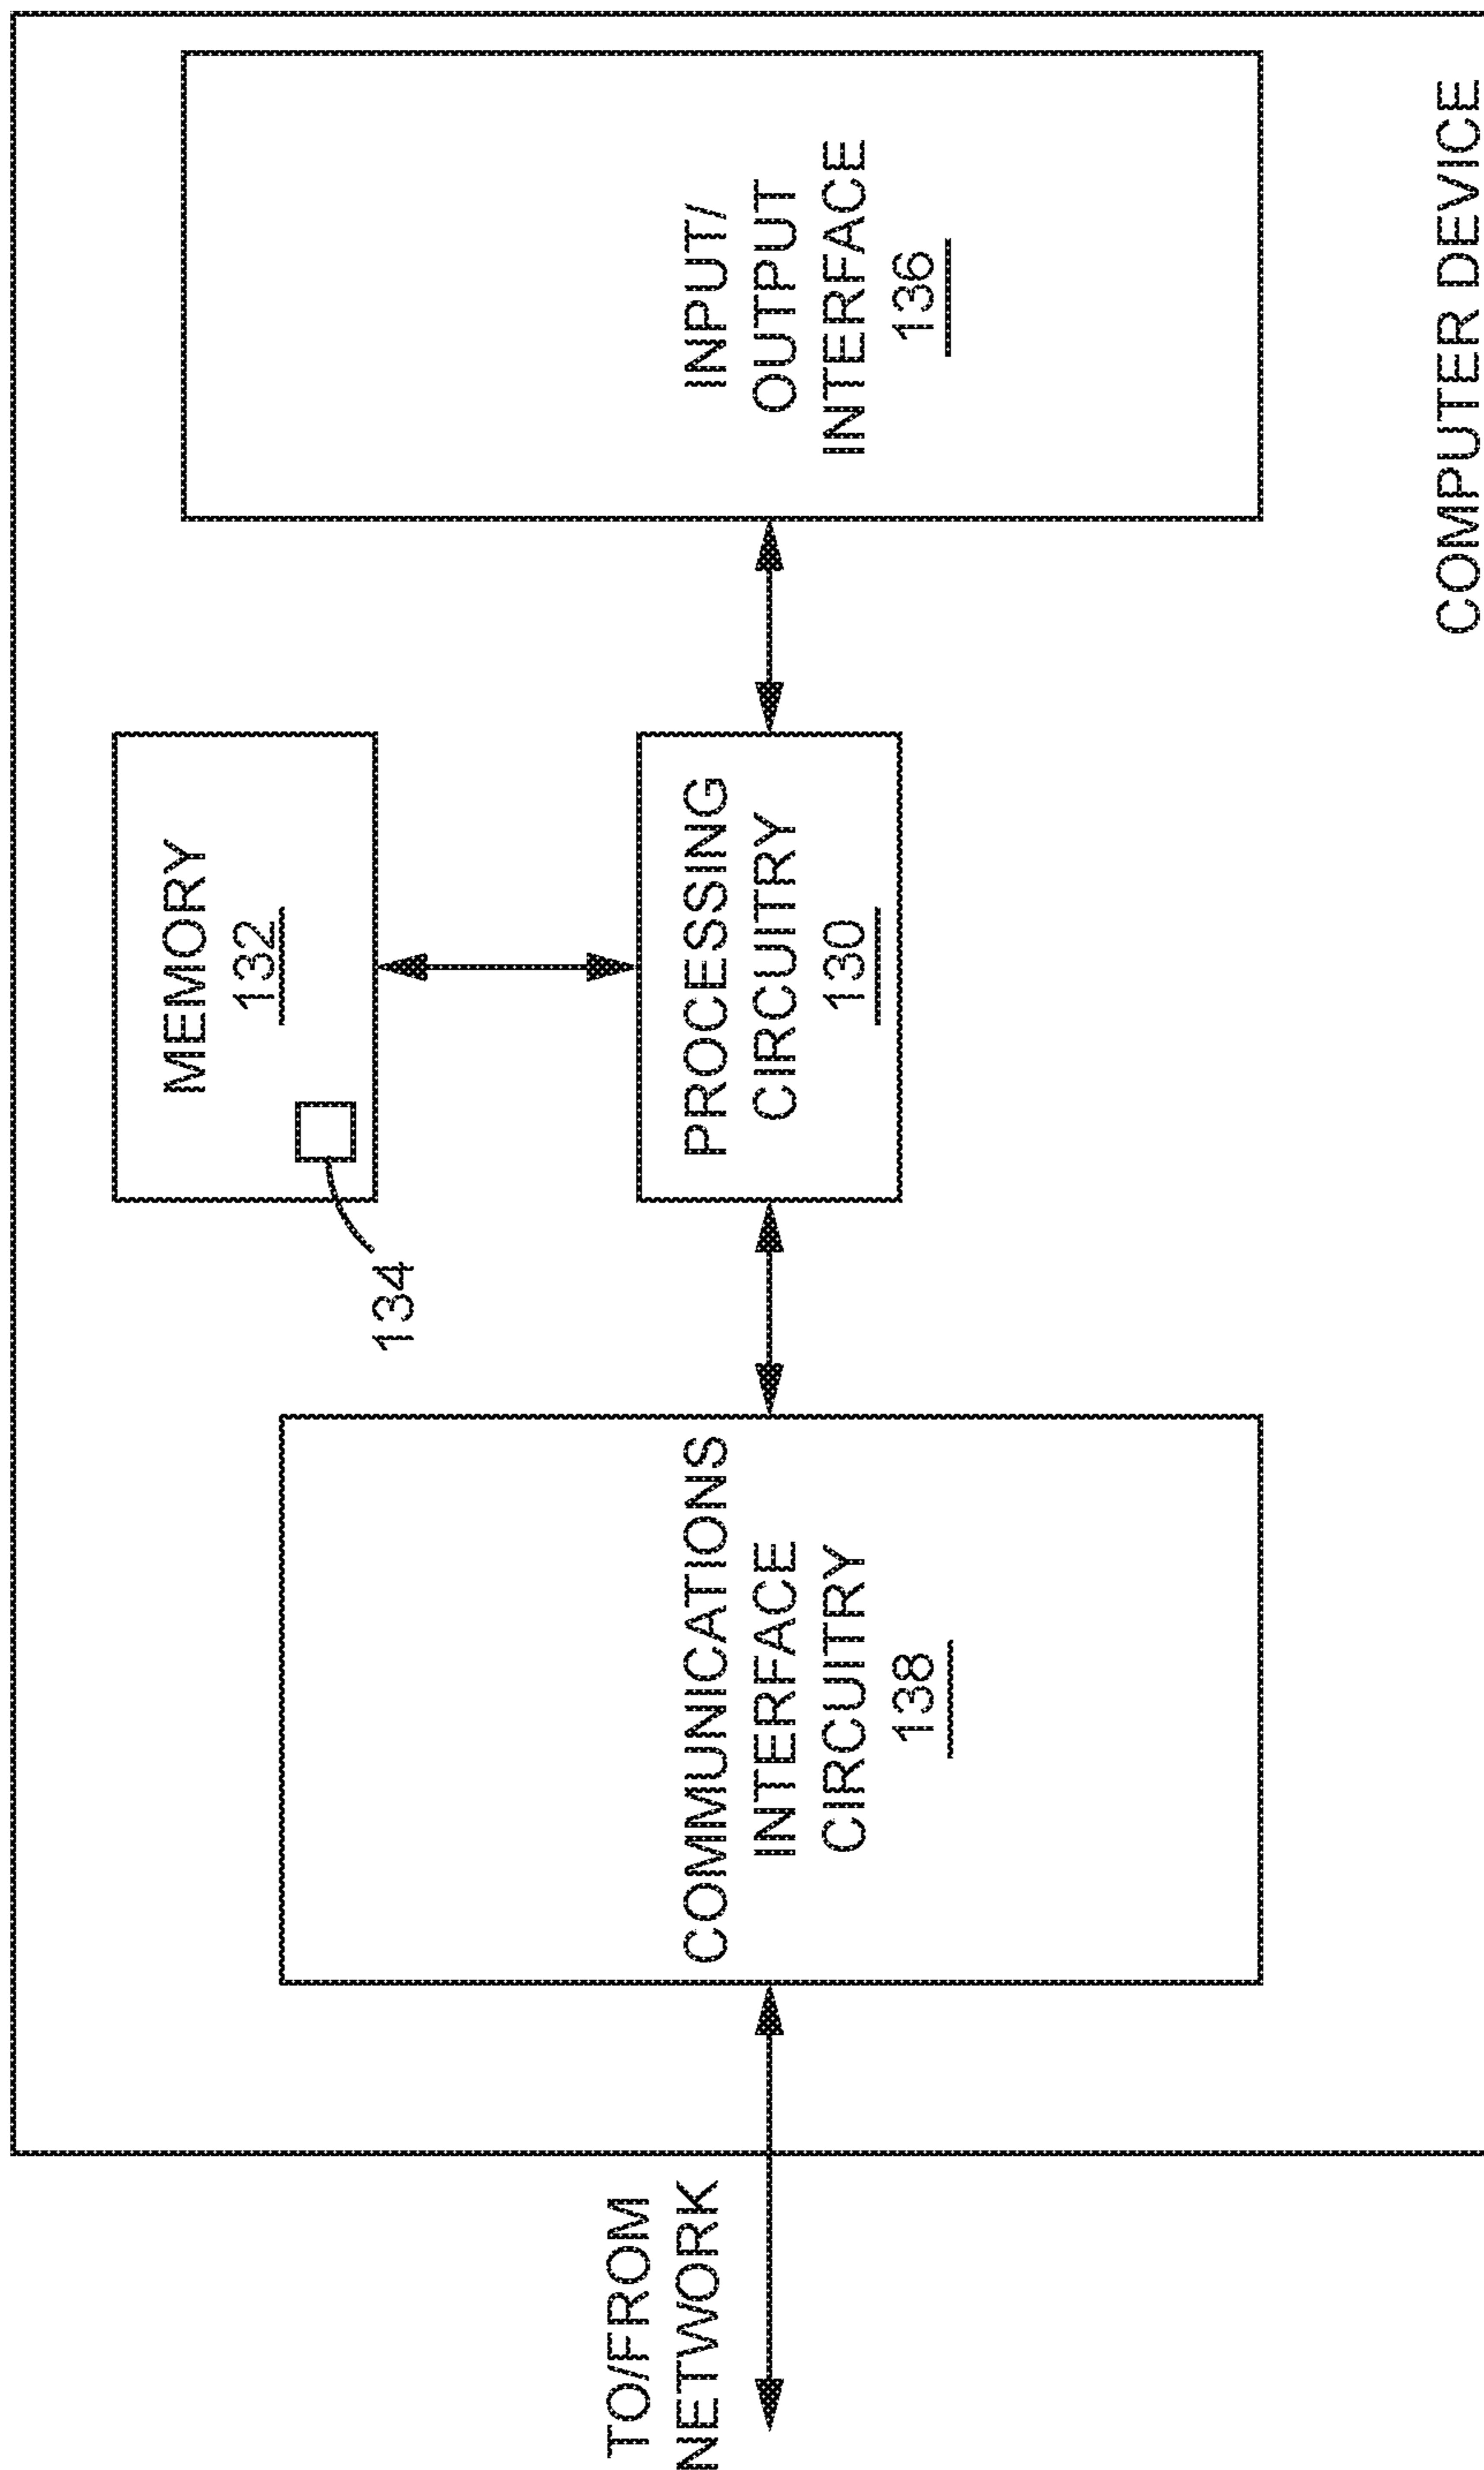 MEMORY
132
134
INPUT/
OUTPUT
INTERFACE
136
PROCESSING
CIRCUITRY
130
COMMUNICATIONS
INTERFACE
CIRCUITRY
138
TO/FROM
NETWORK
COMPUTER DEVICE